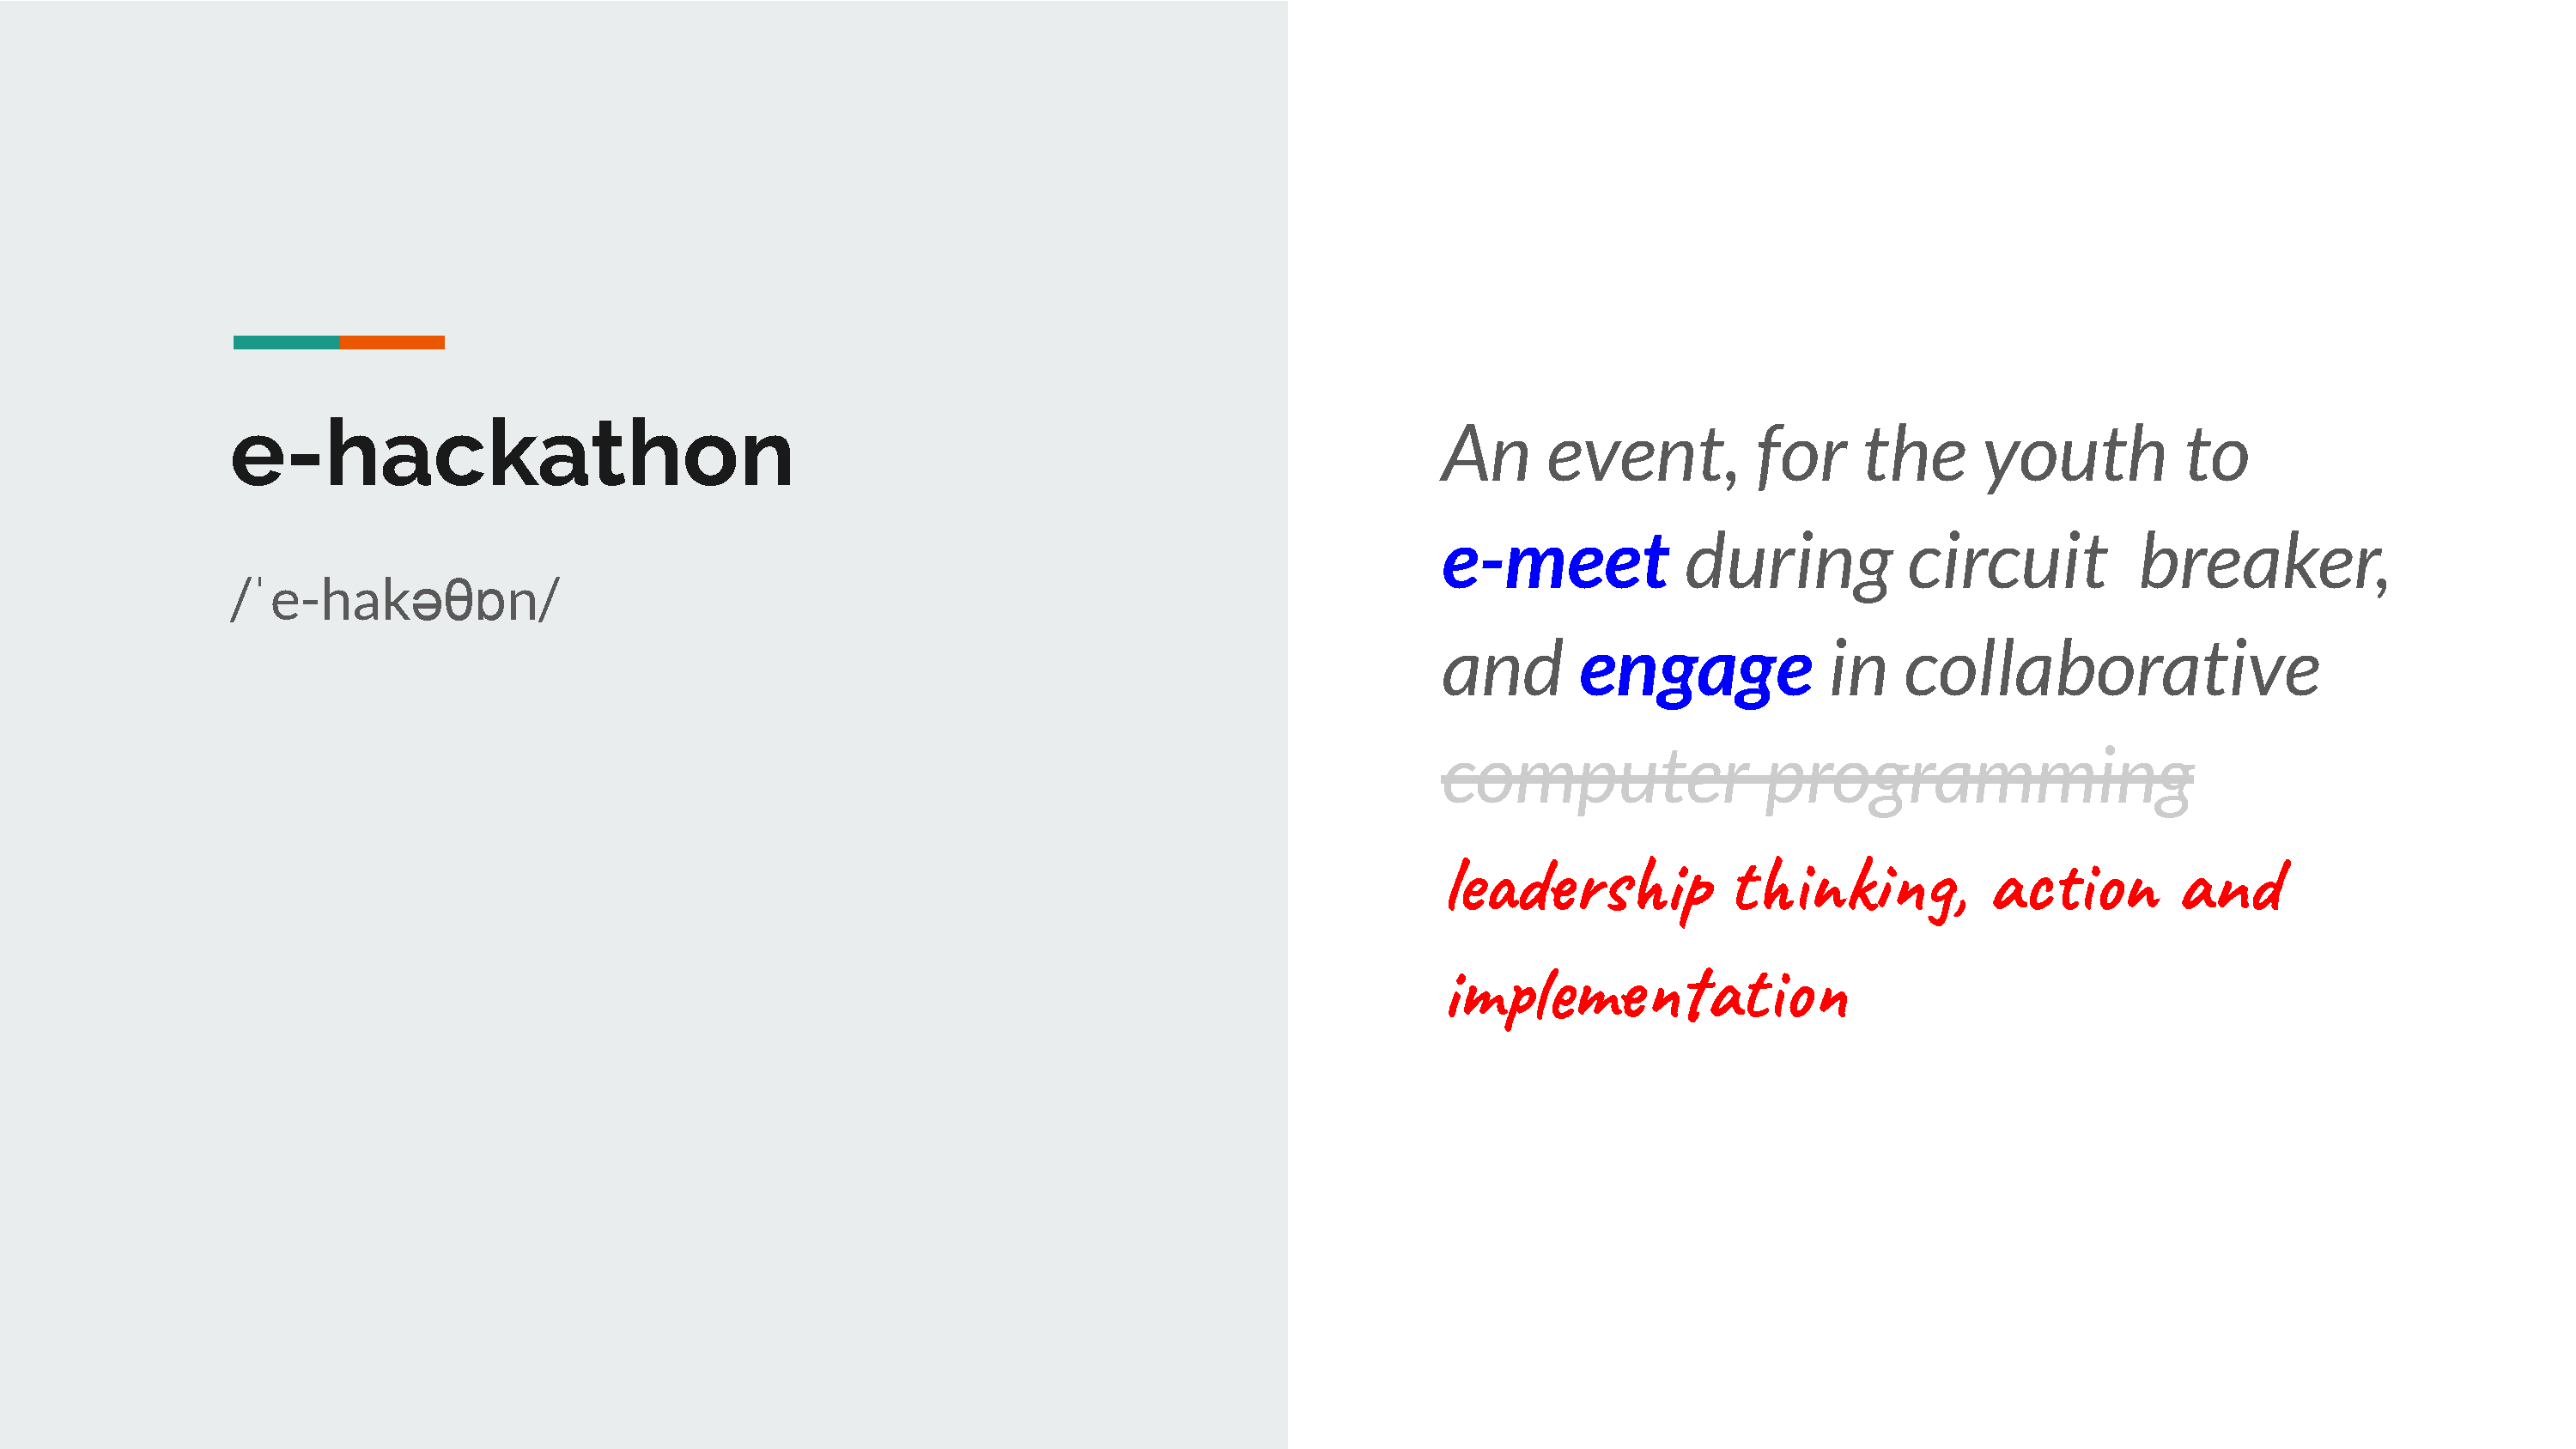 e-hackathon
/ˈe-hakəθɒn/
An event, for the youth to
e-meet during circuit breaker,
and engage in collaborative
computer programming
leadership thinking, action and
implementation